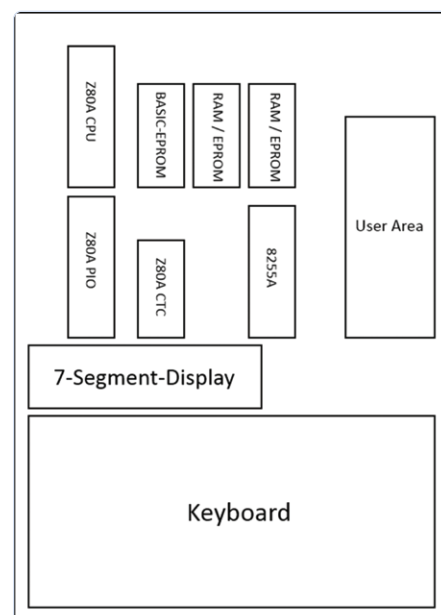 Z80A CPU
BASIC-EPROM
RAM / EPROM
RAM / EPROM
User Area
Z80A PIO
Z80A CTC
8255A
7-Segment-Display
Keyboard